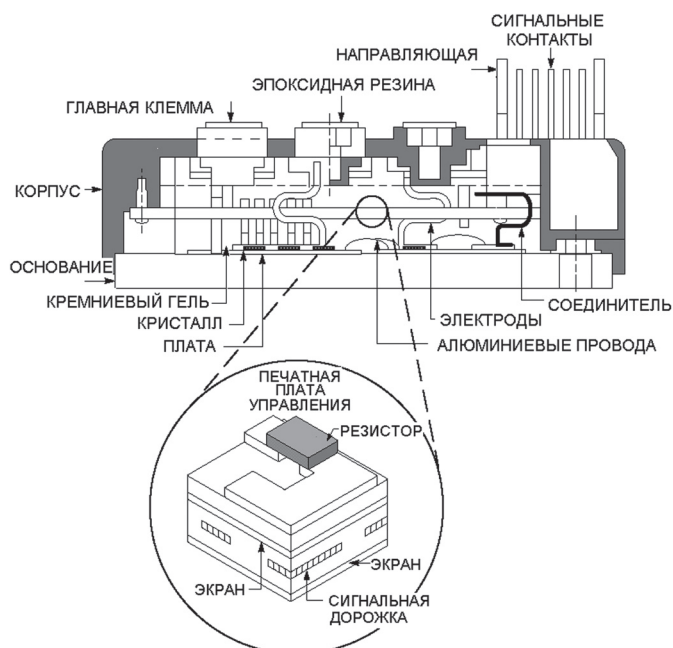 СИГНАЛЬНЫЕ
КОНТАКТЫ
НАПРАВЛЯЮЩАЯ
ЭПОКСИДНАЯ РЕЗИНА
ГЛАВНАЯ КЛЕММА
КОРПУС
ОСНОВАНИЕ
КРЕМНИЕВЫЙ ГЕЛЬ
СОЕДИНИТЕЛЬ
КРИСТАЛЛ
ЭЛЕКТРОДЫ
ПЛАТА
АЛЮМИНИЕВЫЕ ПРОВОДА
ПЕЧАТНАЯ
ПЛАТА
УПРАВЛЕНИЯ
РЕЗИСТОР
ЭКРАН
ЭКРАН
СИГНАЛЬНАЯ
ДОРОЖКА